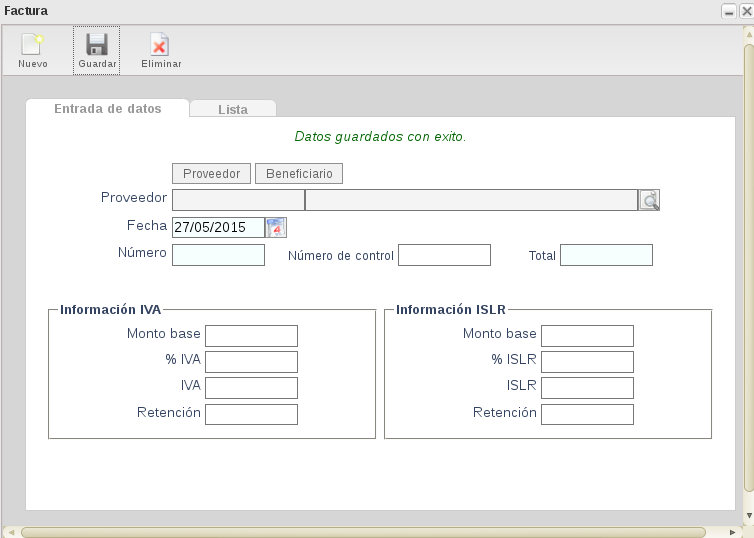 Factura
Nuevo Guardar Eliminar
Entrada de datos Lista
Datos guardados con exito.
Proveedor Beneficiario
Proveedor
Fecha 27/05/2015
Número Número de control Total
Información IVA Información ISLR
Monto base Monto base
% IVA % ISLR
IVA ISLR
Retención Retención